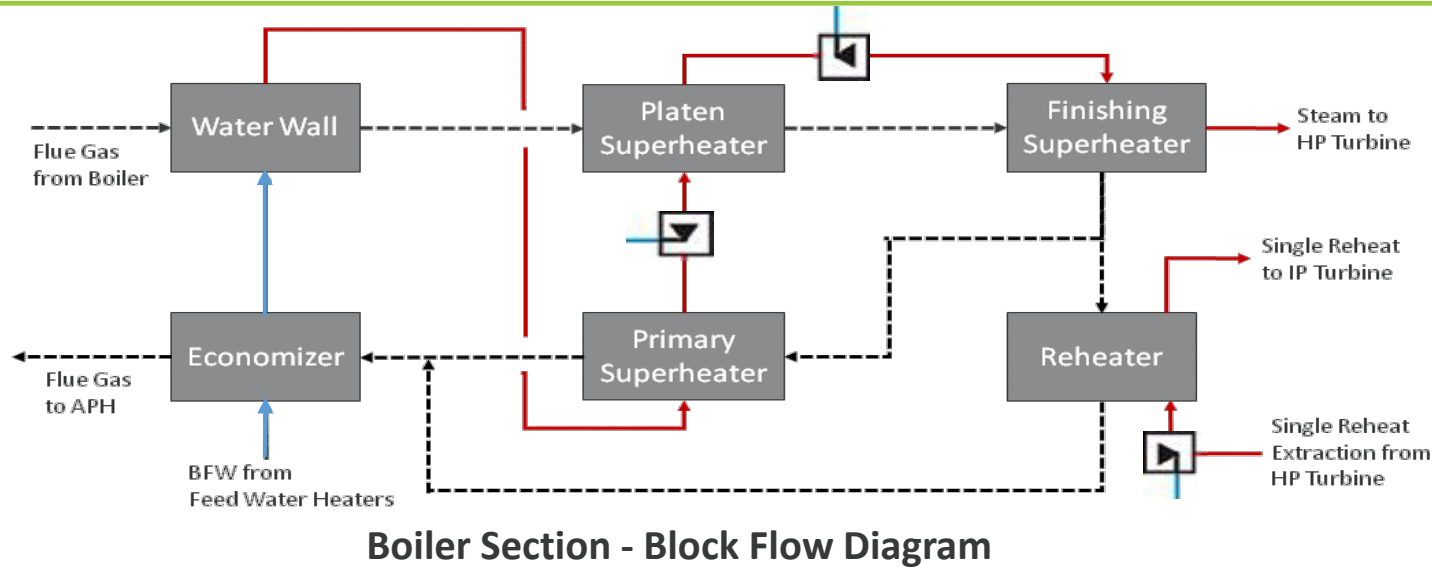 Water Wall
Platen
Superheater
Finishing
Superheater
Steam to
HP Turbine
Flue Gas
from Boiler
Single Reheat
to IP Turbine
Economizer
Primary
Superheater
Reheater
Flue Gas
to APH
Single Reheat
Extraction from
HP Turbine
BFW from
Feed Water Heaters
Boiler Section - Block Flow Diagram